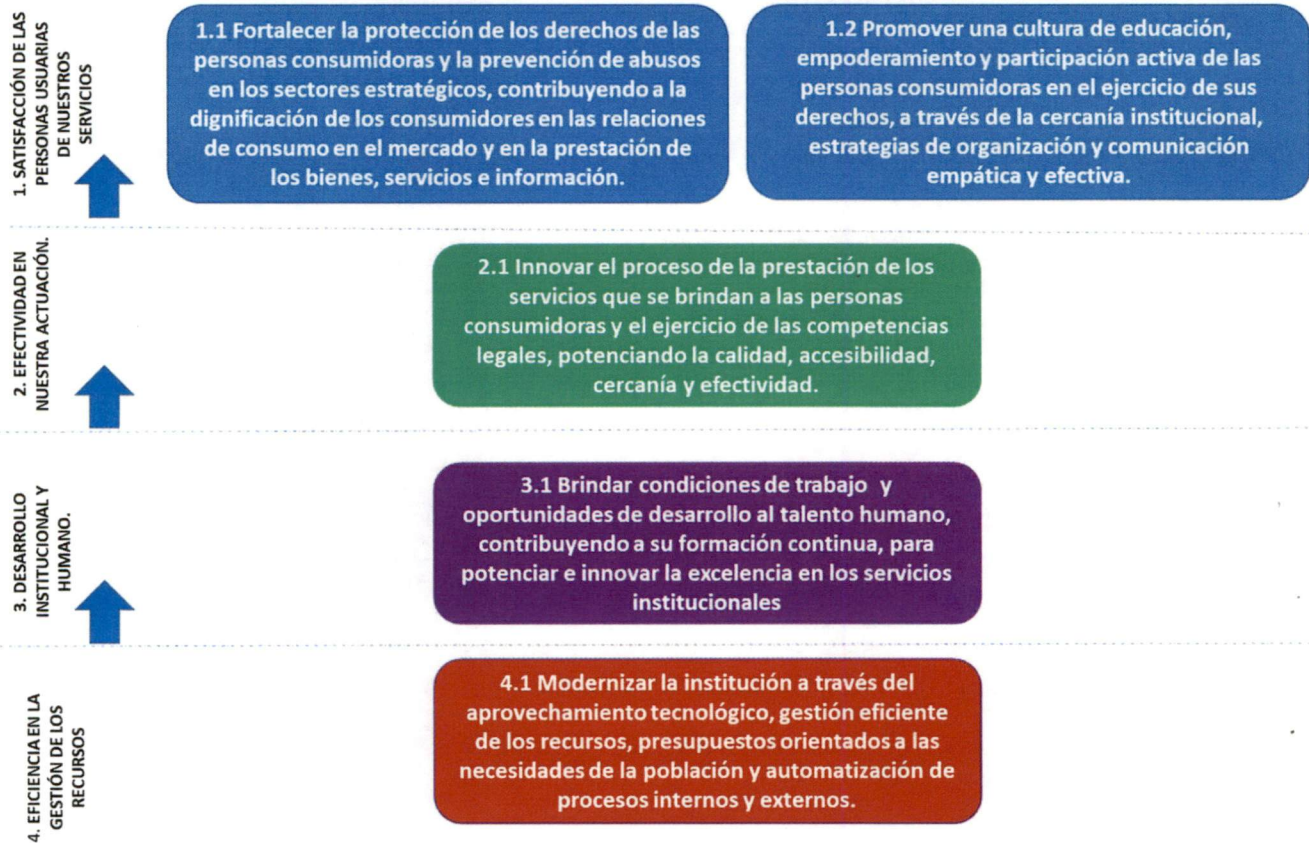 1. SATISFACCIÓN DE LAS
PERSONAS USUARIAS
DE NUESTROS
SERVICIOS
1.1 Fortalecer la protección de los derechos de las
personas consumidoras y la prevención de abusos
en los sectores estratégicos, contribuyendo a la
dignificación de los consumidores en las relaciones
de consumo en el mercado y en la prestación de
los bienes, servicios e información.
1.2 Promover una cultura de educación,
empoderamiento y participación activa de las
personas consumidoras en el ejercicio de sus
derechos, a través de la cercanía institucional,
estrategias de organización y comunicación
empática y efectiva.
2. EFECTIVIDAD EN
NUESTRA ACTUACIÓN.
2.1 Innovar el proceso de la prestación de los
servicios que se brindan a las personas
consumidoras y el ejercicio de las competencias
legales, potenciando la calidad, accesibilidad,
cercanía y efectividad.
3. DESARROLLO
INSTITUCIONAL Y
HUMANO.
3.1 Brindar condiciones de trabajo y
oportunidades de desarrollo al talento humano,
contribuyendo a su formación continua, para
potenciar e innovar la excelencia en los servicios
institucionales
4. EFICIENCIA EN LA
GESTIÓN DE LOS
RECURSOS
4.1 Modernizar la institución a través del
aprovechamiento tecnológico, gestión eficiente
de los recursos, presupuestos orientados a las
necesidades de la población y automatización de
procesos internos y externos.